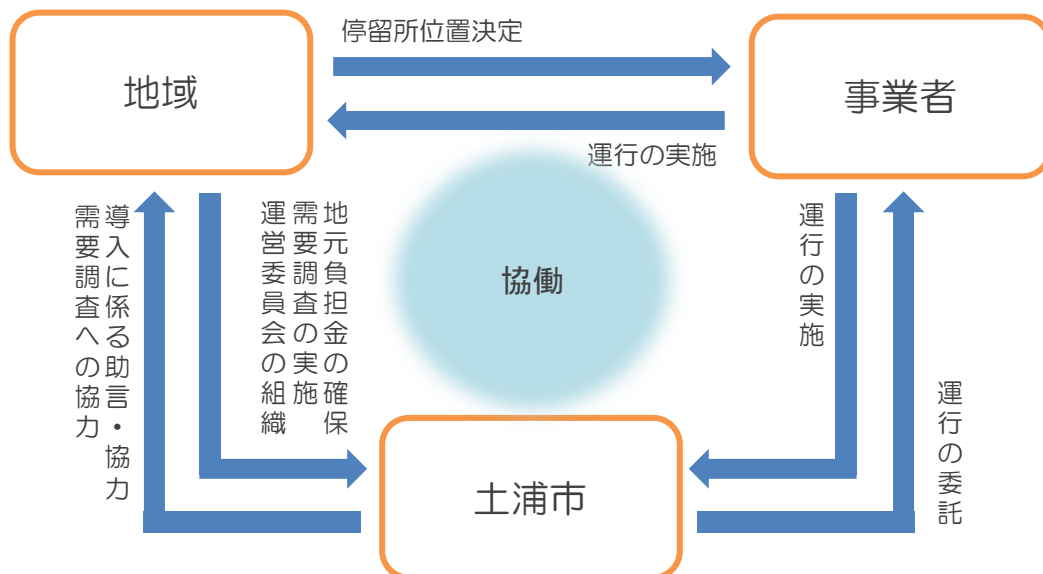 停留所位置決定
地域
事業者
運行の実施
導入に係る助言・協力
需要調査への協力
地元負担金の確保
需要調査の実施
運営委員会の組織
協働
運行の実施
運行の委託
土浦市